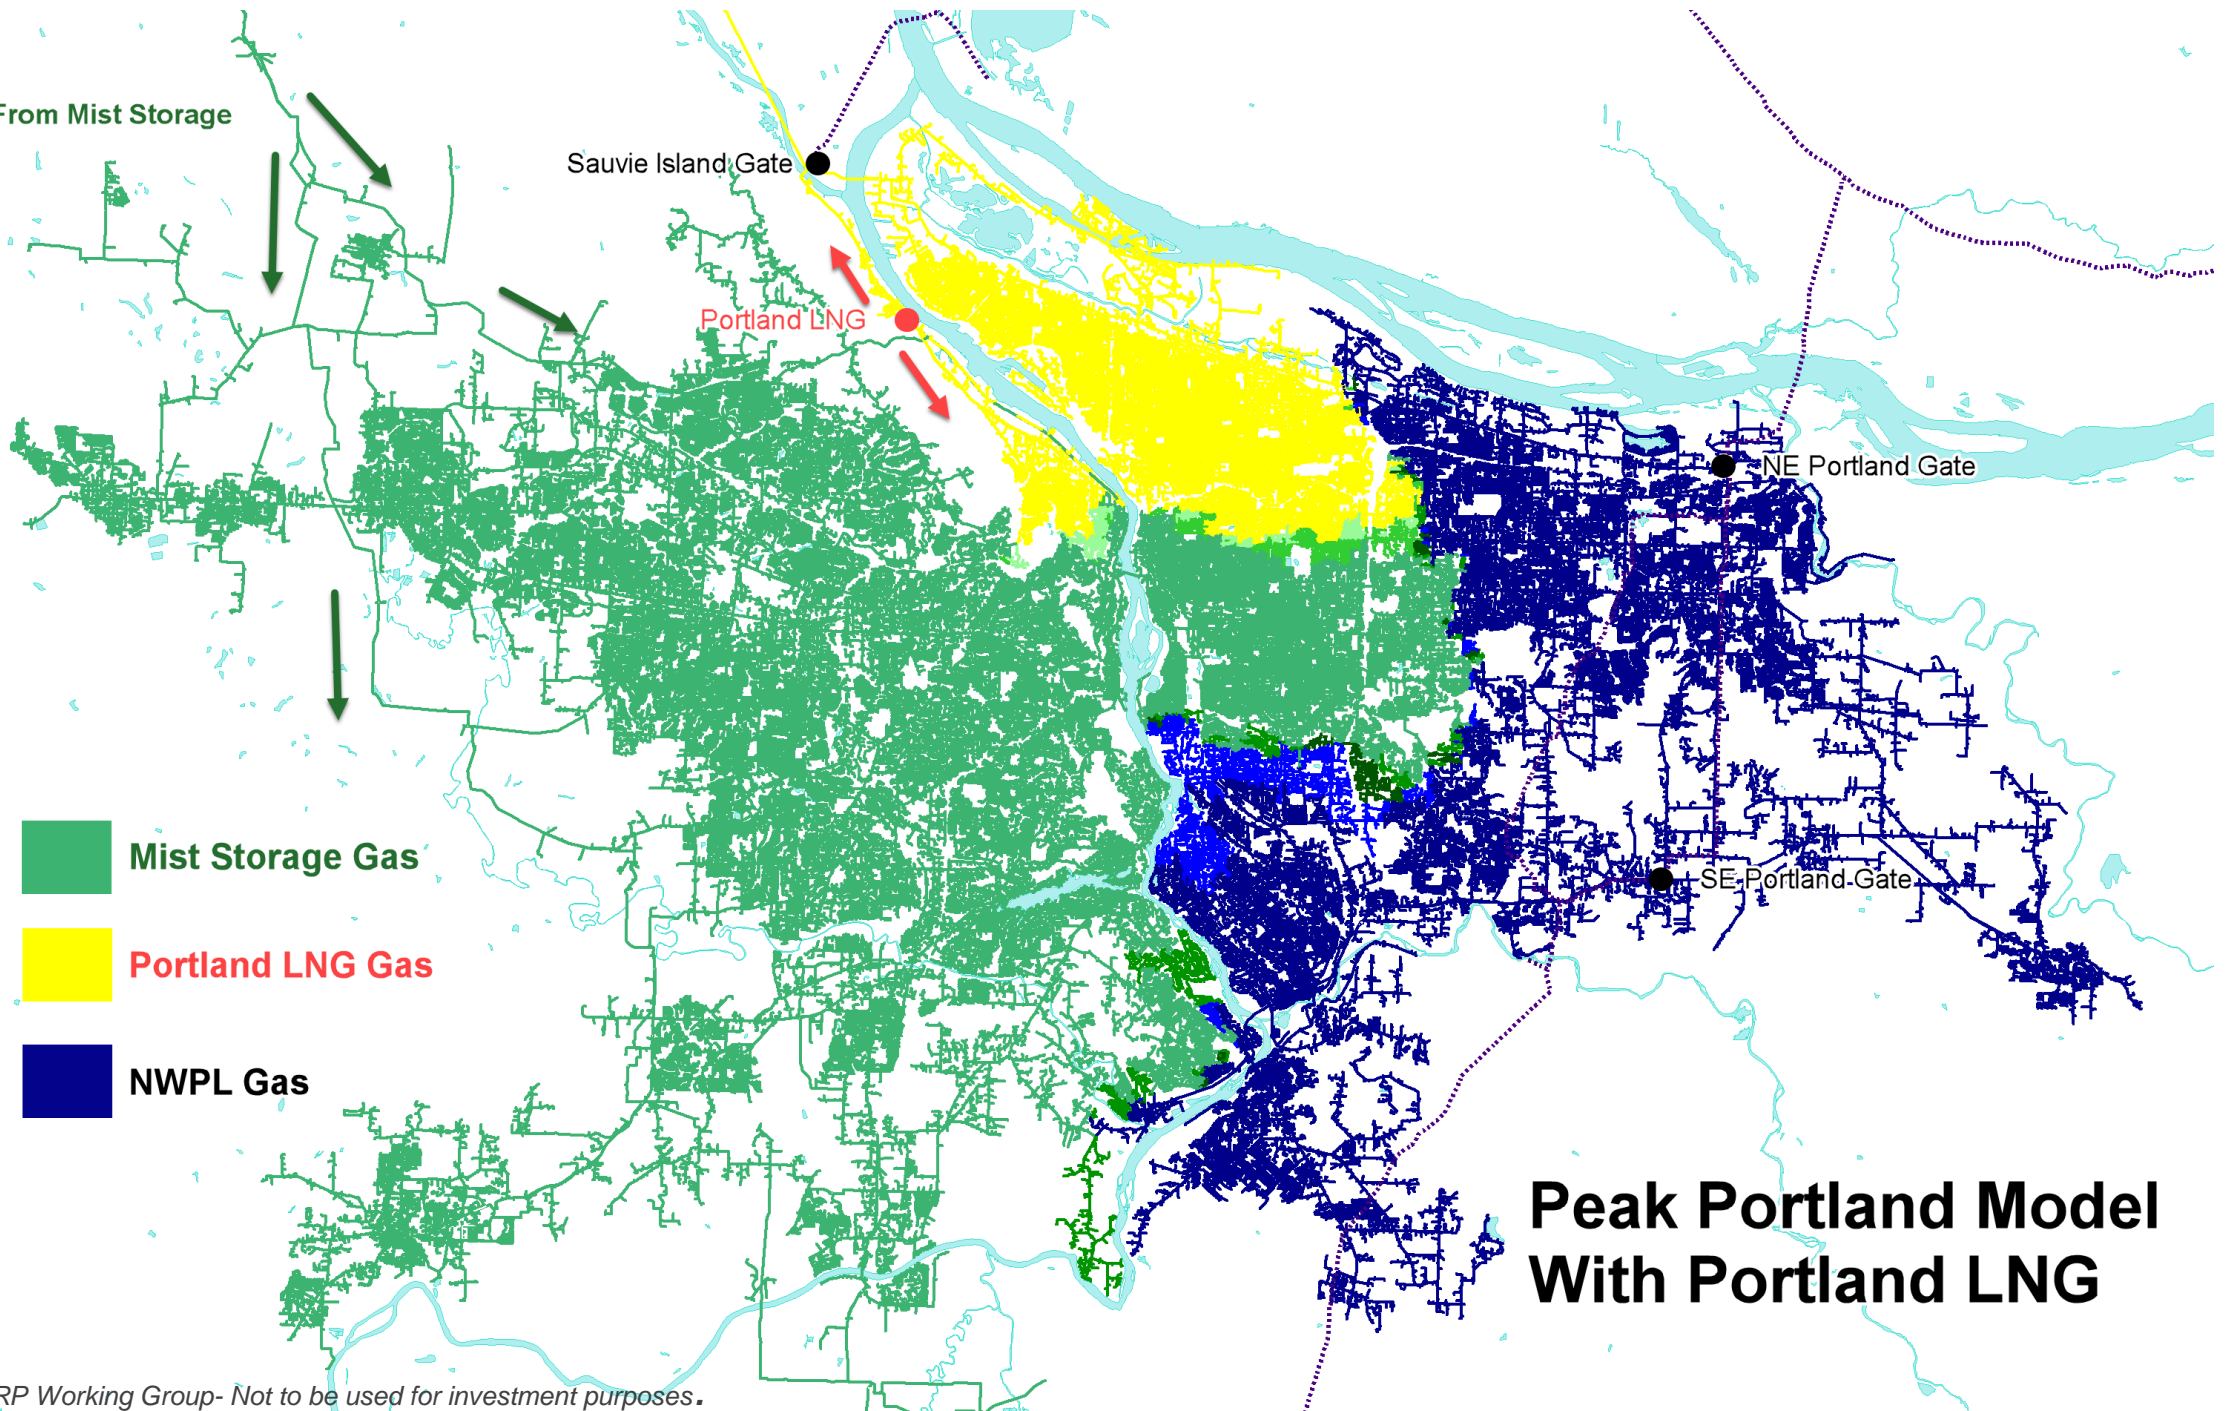 From Mist Storage
Sauvie Island Gate
Portland LNG
NE Portland Gate
Mist Storage Gas
SE Portland Gate
Portland LNG Gas
NWPL Gas
Peak Portland Model
With Portland LNG
RP Working Group- Not to be used for investment purposes.